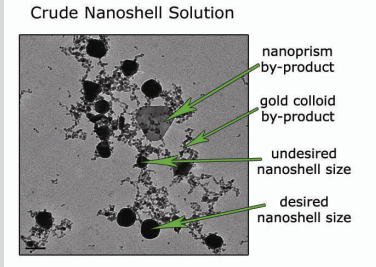 Crude Nanoshell Solution
nanoprism
by-product
gold colloid
by-product
undesired
nanoshell size
desired
nanoshell size